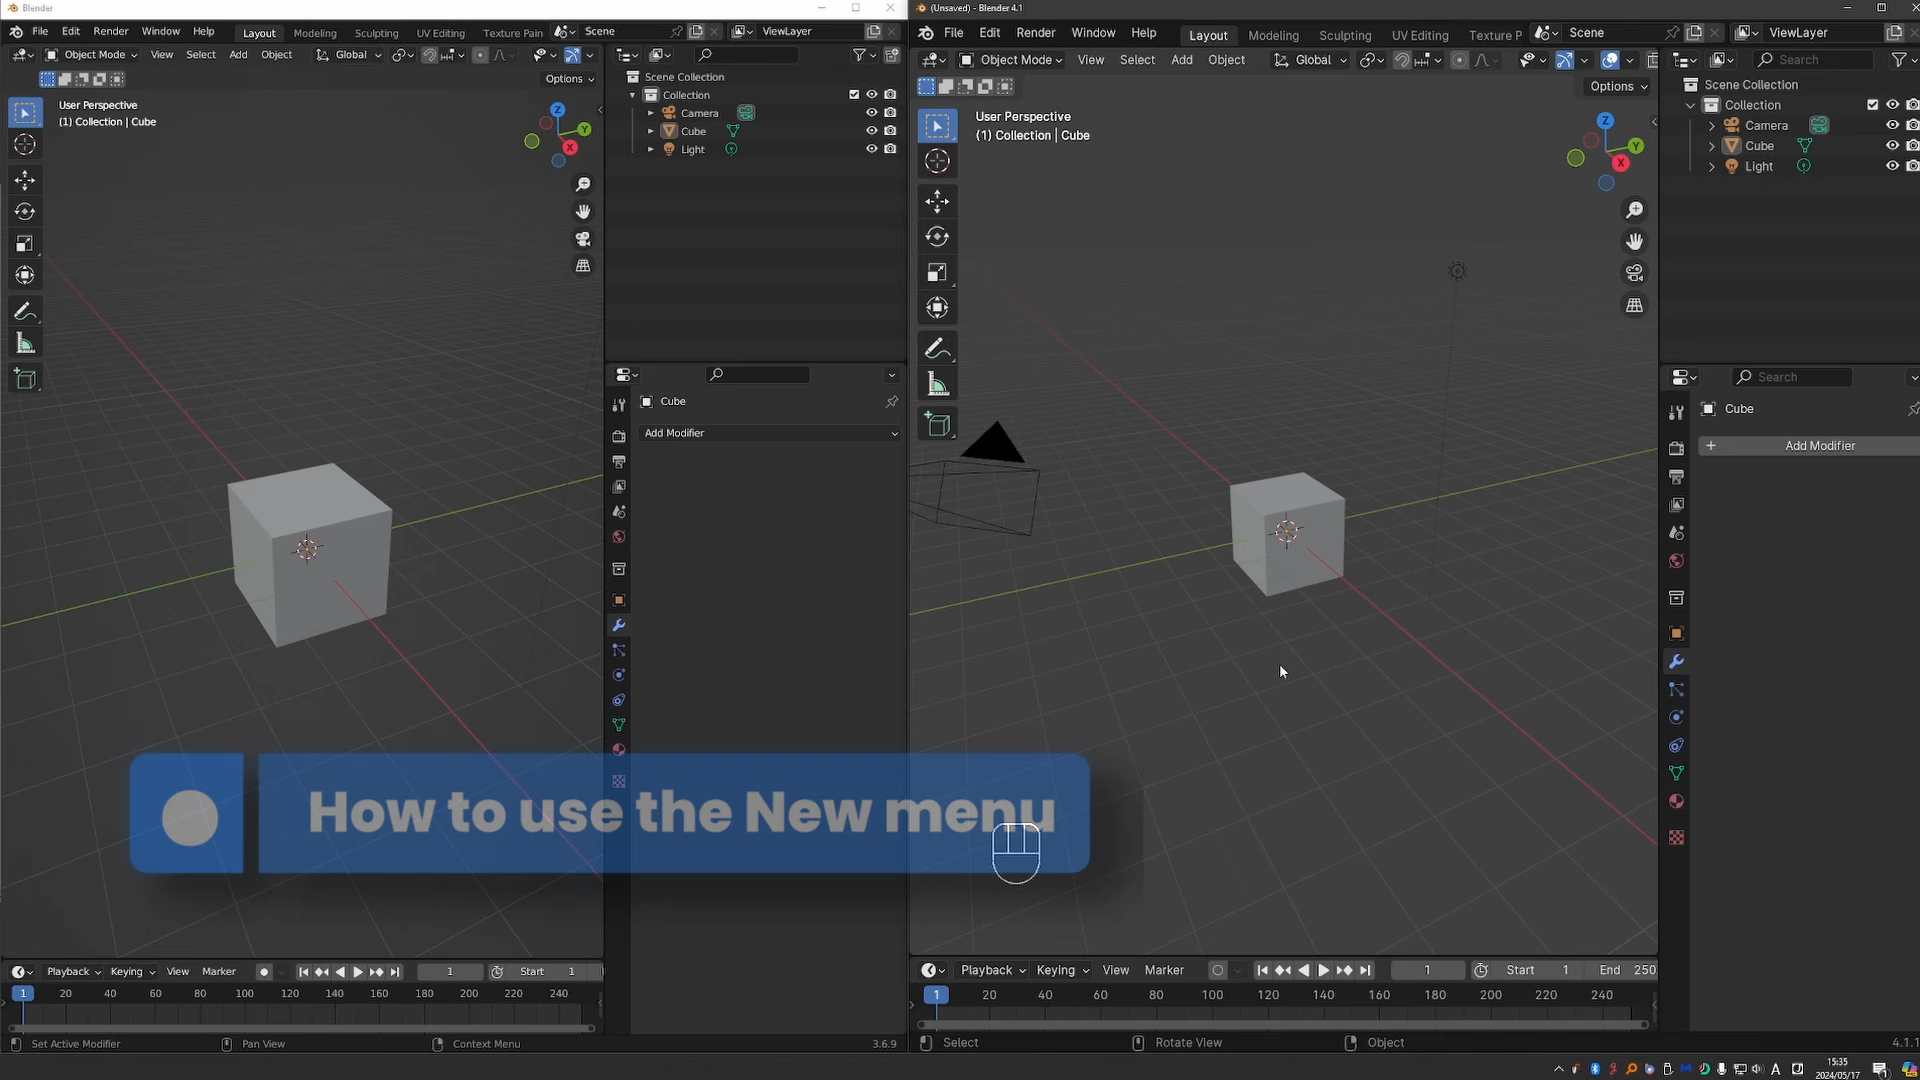 Blender
File Edit Render Window Help Layout Modeling Sculpting UV Editing Texture Pain Scene ViewLayer
Object Mode View Select Add Object Global
Options
User Perspective
(1) Collection | Cube
Z
Y
X
Scene Collection
Collection
Camera
Cube
Light
Cube
Add Modifier
Playback Keying View Marker 1 Start 1
1 20 40 60 80 100 120 140 160 180 200 220 240
Set Active Modifier Pan View Context Menu 3.6.9
(Unsaved) - Blender 4.1
File Edit Render Window Help Layout Modeling Sculpting UV Editing Texture P Scene ViewLayer
Object Mode View Select Add Object Global
Search
Options
User Perspective
(1) Collection | Cube
Z
Y
X
Scene Collection
Collection
Camera
Cube
Light
Search
Cube
+ Add Modifier
How to use the New menu
Playback Keying View Marker 1 Start 1 End 250
1 20 40 60 80 100 120 140 160 180 200 220 240
Select Rotate View Object 4.1.1
A
15:35
2024/05/17